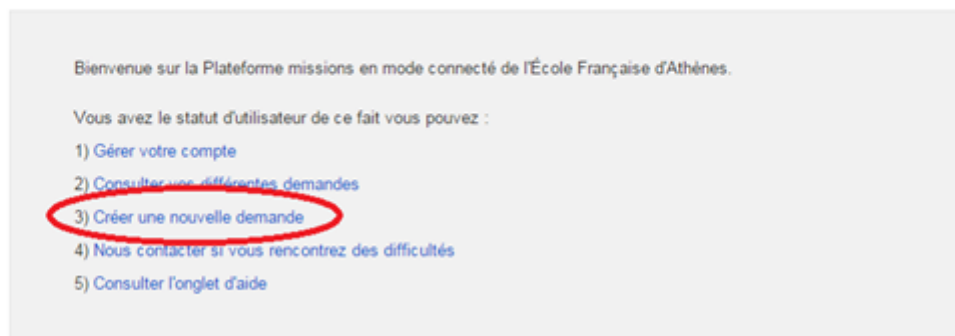 Bienvenue sur la Plateforme missions en mode connecté de l'École Française d'Athènes.
Vous avez le statut d'utilisateur de ce fait vous pouvez :
1) Gérer votre compte
2) Consulter vos différentes demandes
3) Créer une nouvelle demande
4) Nous contacter si vous rencontrez des difficultés
5) Consulter l'onglet d'aide